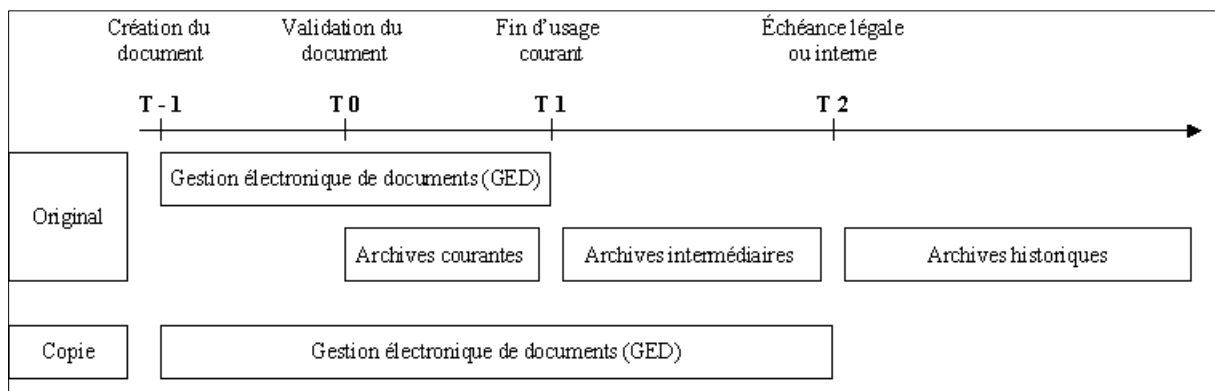 Création du document
Validation du document
Fin d'usage courant
Échéance légale ou interne
T - 1
T 0
T 1
T 2
Original
Gestion électronique de documents (GED)
Archives courantes
Archives intermédiaires
Archives historiques
Copie
Gestion électronique de documents (GED)